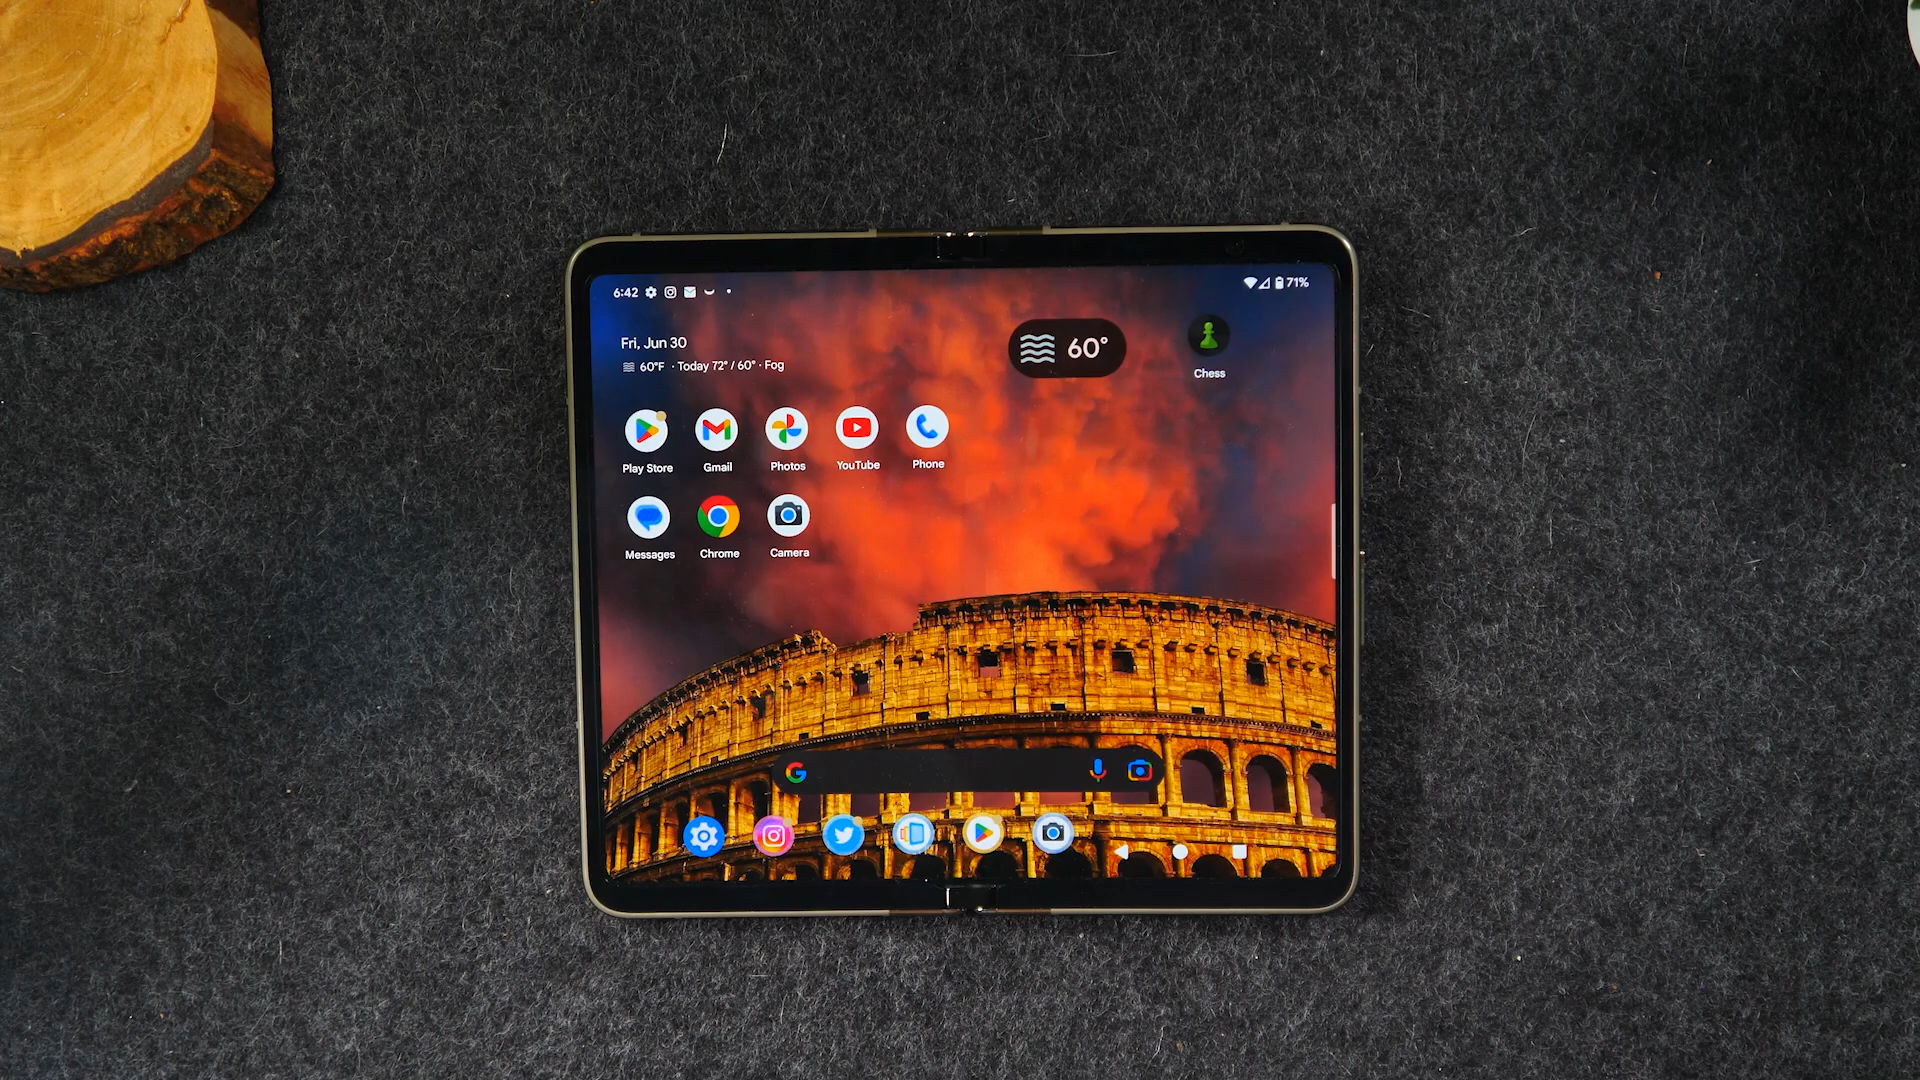 6:42
71%
Fri, Jun 30
60°F · Today 72° / 60° · Fog
60°
Chess
Play Store
Gmail
Photos
YouTube
Phone
Messages
Chrome
Camera